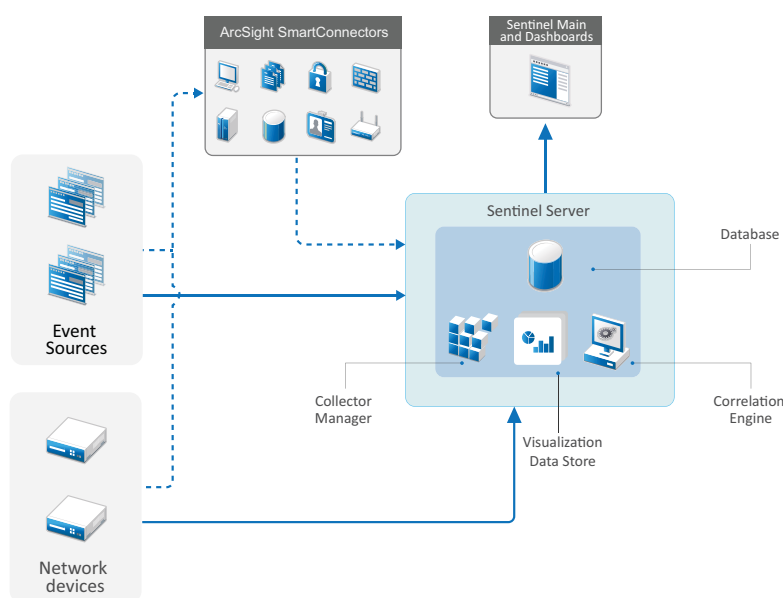 ArcSight SmartConnectors
Sentinel Main
and Dashboards
Sentinel Server
Database
Event
Sources
Collector
Manager
Visualization
Data Store
Correlation
Engine
Network
devices